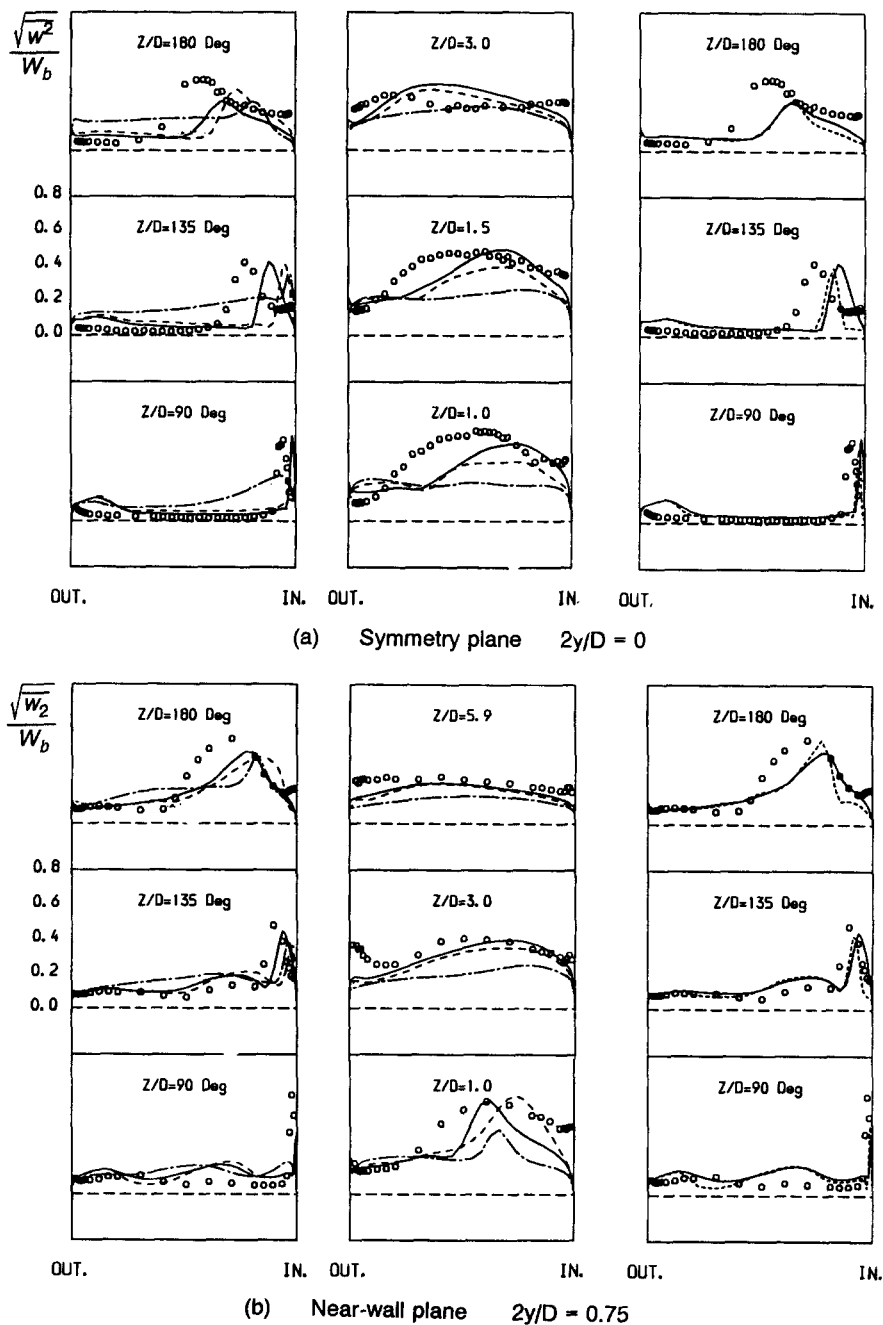 √w²
W_b
Z/D=180 Deg
Z/D=3.0
Z/D=180 Deg
0.8
0.6
0.4
0.2
0.0
Z/D=135 Deg
Z/D=1.5
Z/D=135 Deg
Z/D=90 Deg
Z/D=1.0
Z/D=90 Deg
OUT. IN. OUT. IN. OUT. IN.
(a) Symmetry plane 2y/D = 0
√w₂
W_b
Z/D=180 Deg
Z/D=5.9
Z/D=180 Deg
0.8
0.6
0.4
0.2
0.0
Z/D=135 Deg
Z/D=3.0
Z/D=135 Deg
Z/D=90 Deg
Z/D=1.0
Z/D=90 Deg
OUT. IN. OUT. IN. OUT. IN.
(b) Near-wall plane 2y/D = 0.75